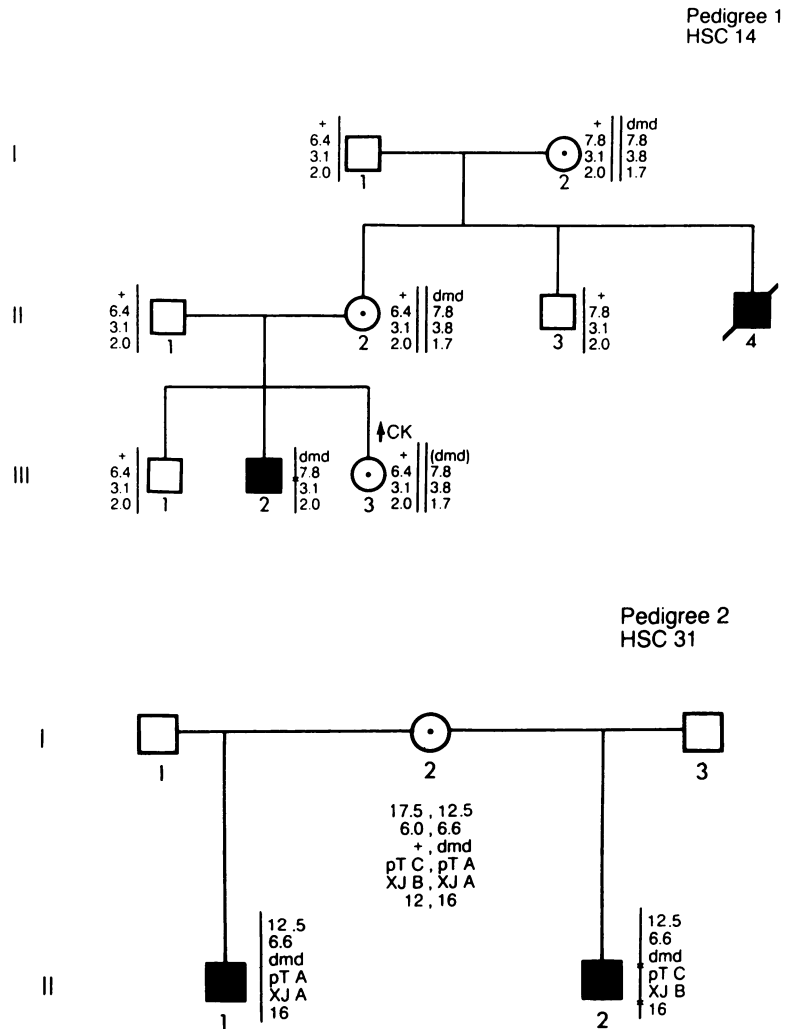 Pedigree 1
HSC 14
I
+
6.4
3.1
2.0
1
2
+ dmd
7.8 7.8
3.1 3.8
2.0 1.7
II
+
6.4
3.1
2.0
1
2
+ dmd
6.4 7.8
3.1 3.8
2.0 1.7
3
+
7.8
3.1
2.0
4
III
+
6.4
3.1
2.0
1
2
dmd
7.8
3.1
2.0
CK
3
+ (dmd)
6.4 7.8
3.1 3.8
2.0 1.7
Pedigree 2
HSC 31
I
1
2
3
17.5 , 12.5
6.0 , 6.6
+ , dmd
pT C , pT A
XJ B , XJ A
12 , 16
II
1
12.5
6.6
dmd
pT A
XJ A
16
2
12.5
6.6
dmd
pT C
XJ B
16